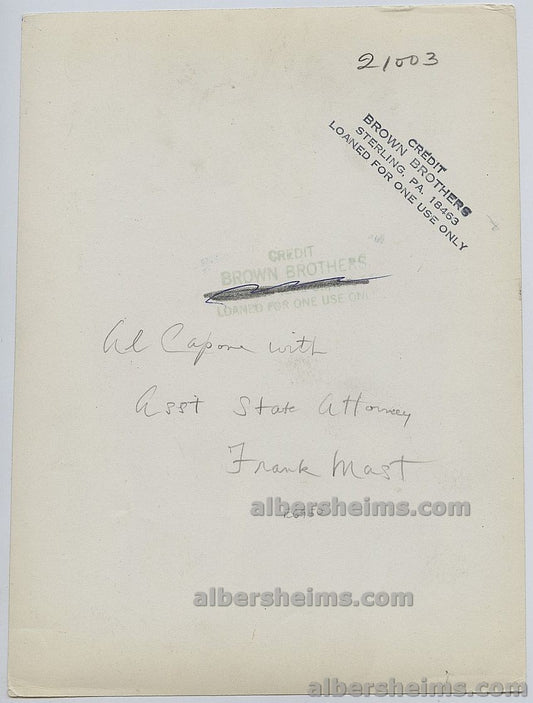 21003
CREDIT
BROWN BROTHERS
STERLING, PA. 18463
LOANED FOR ONE USE ONLY
CREDIT
BROWN BROTHERS
LOANED FOR ONE USE ONL
Al Capone with
Asst State Attorney
Frank Mast
albersheims.com
albersheims.com
albersheims.com